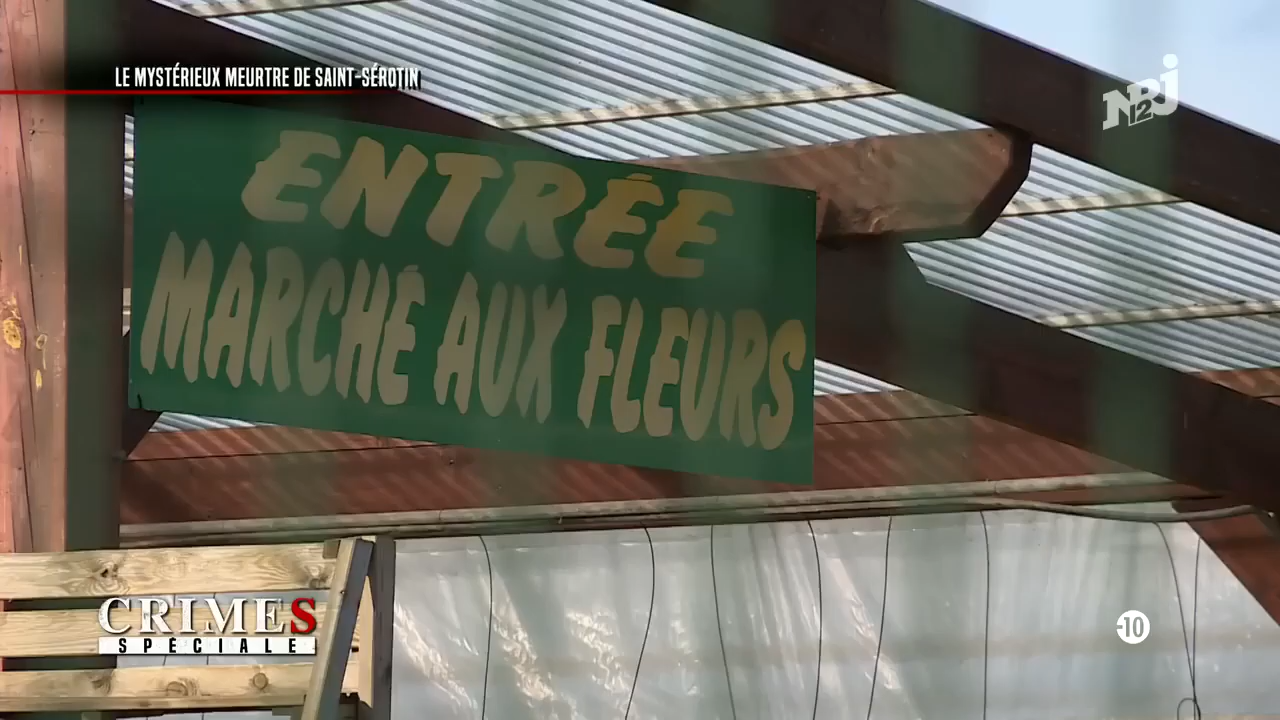 LE MYSTÉRIEUX MEURTRE DE SAINT-SÉROTIN
NRJ12
ENTRÉE
MARCHÉ AUX FLEURS
CRIMES
SPÉCIALE
-10